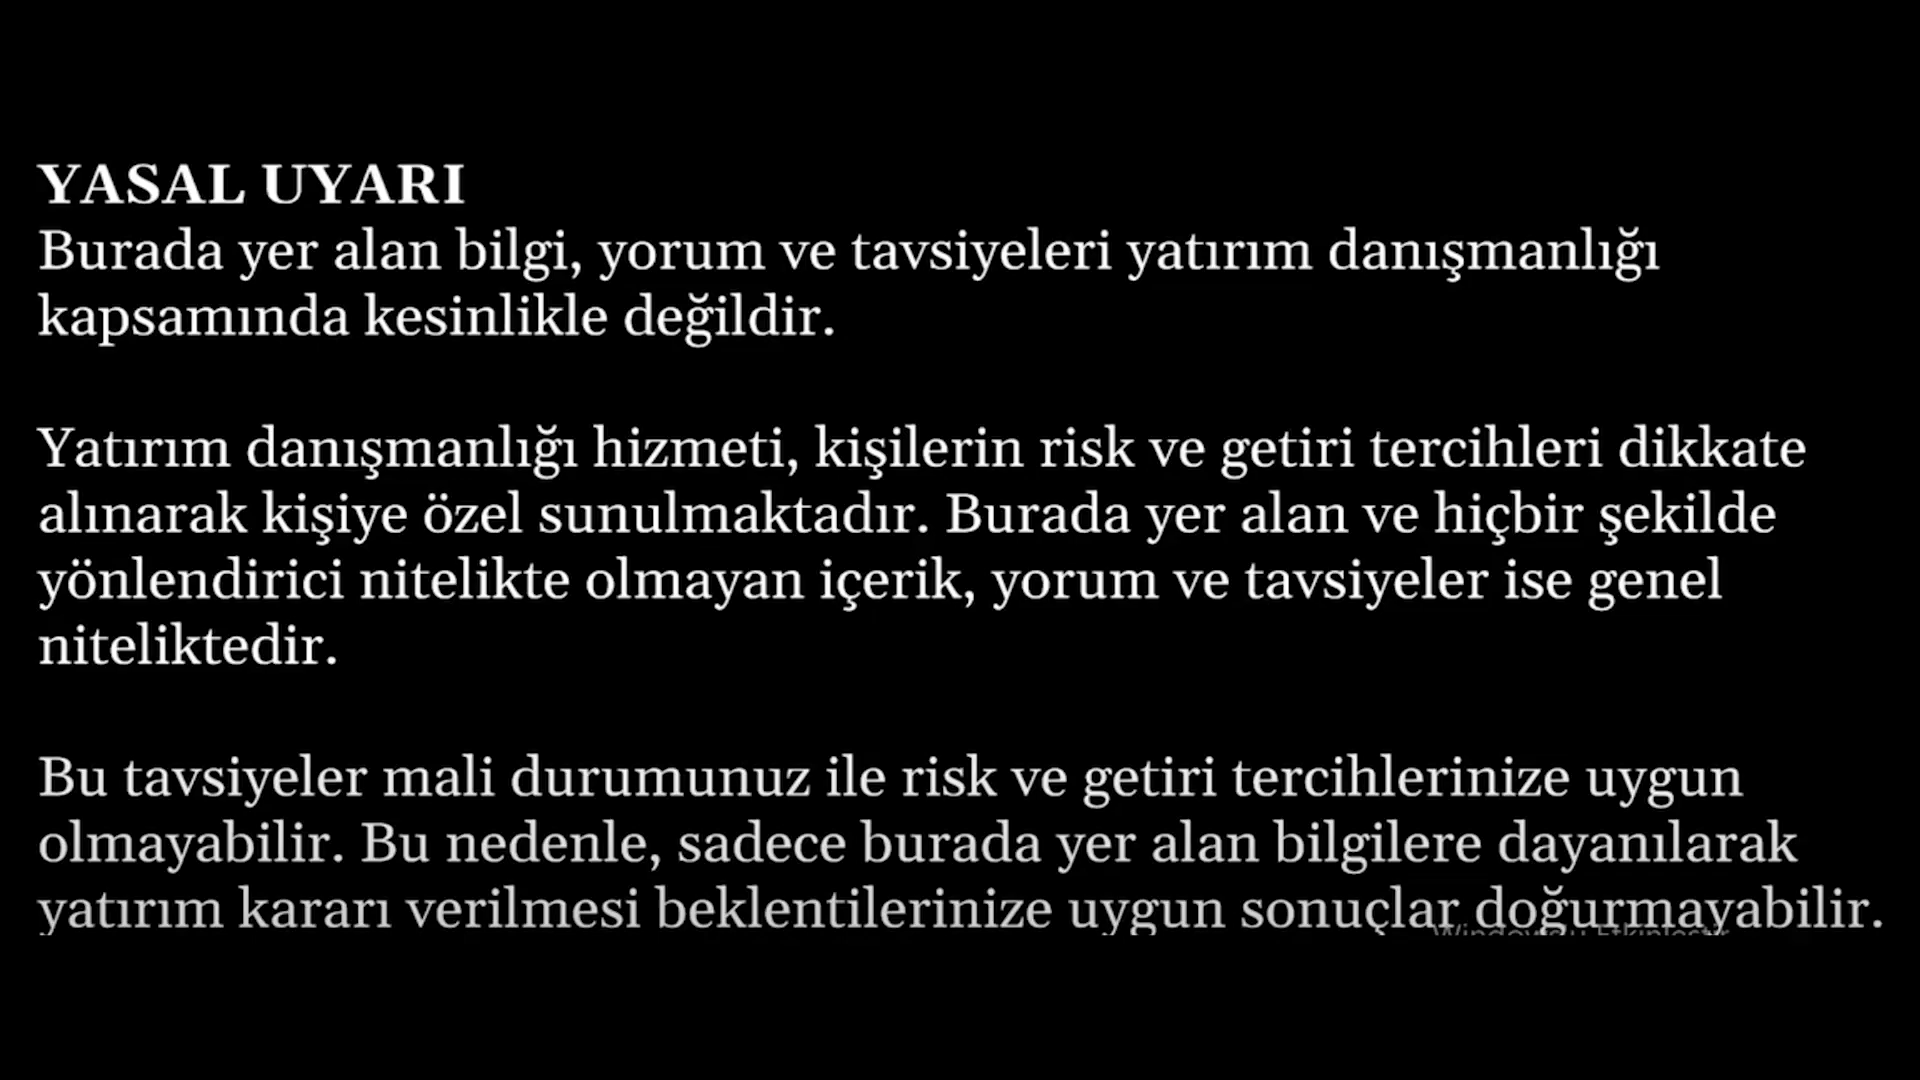 YASAL UYARI
Burada yer alan bilgi, yorum ve tavsiyeleri yatırım danışmanlığı
kapsamında kesinlikle değildir.
Yatırım danışmanlığı hizmeti, kişilerin risk ve getiri tercihleri dikkate
alınarak kişiye özel sunulmaktadır. Burada yer alan ve hiçbir şekilde
yönlendirici nitelikte olmayan içerik, yorum ve tavsiyeler ise genel
niteliktedir.
Bu tavsiyeler mali durumunuz ile risk ve getiri tercihlerinize uygun
olmayabilir. Bu nedenle, sadece burada yer alan bilgilere dayanılarak
yatırım kararı verilmesi beklentilerinize uygun sonuçlar doğurmayabilir.